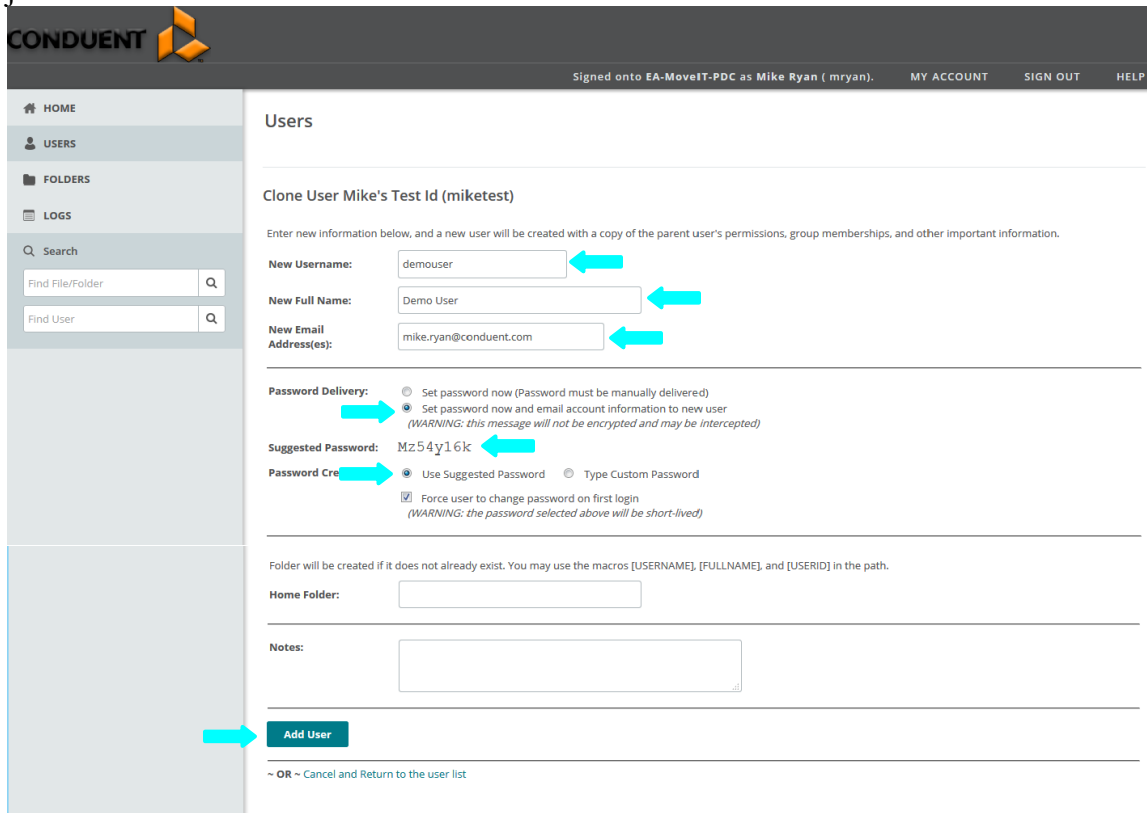 CONDUENT
Signed onto EA-MoveIT-PDC as Mike Ryan ( mryan). MY ACCOUNT SIGN OUT HELP
HOME
USERS
FOLDERS
LOGS
Search
Find File/Folder
Find User
Users
Clone User Mike's Test Id (miketest)
Enter new information below, and a new user will be created with a copy of the parent user's permissions, group memberships, and other important information.
New Username: demouser
New Full Name: Demo User
New Email
Address(es): mike.ryan@conduent.com
Password Delivery: Set password now (Password must be manually delivered)
Set password now and email account information to new user
(WARNING: this message will not be encrypted and may be intercepted)
Suggested Password: Mz54y16k
Password Cre Use Suggested Password Type Custom Password
Force user to change password on first login
(WARNING: the password selected above will be short-lived)
Folder will be created if it does not already exist. You may use the macros [USERNAME], [FULLNAME], and [USERID] in the path.
Home Folder:
Notes:
Add User
~ OR ~ Cancel and Return to the user list